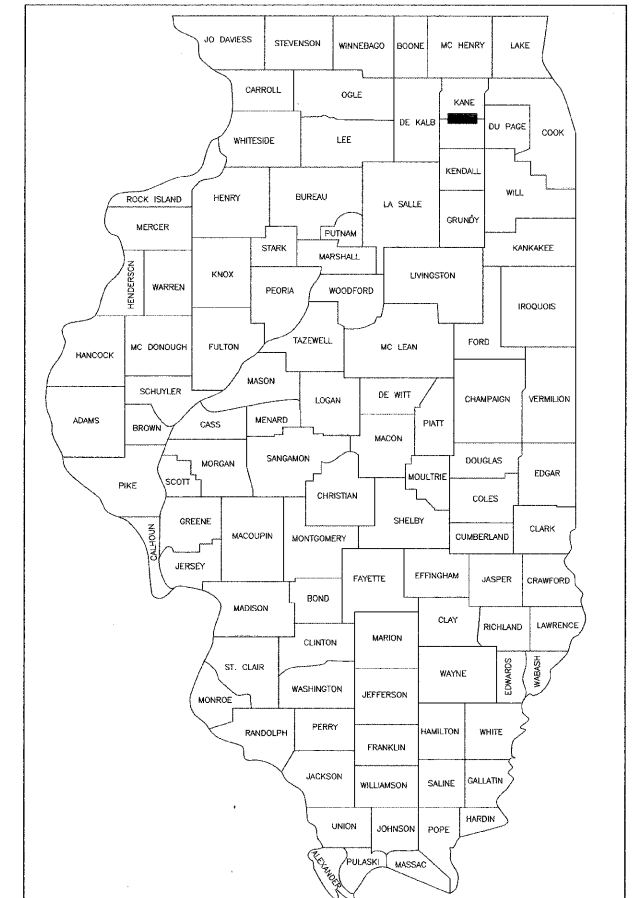 JO DAVIESS
STEVENSON
WINNEBAGO
BOONE
MC HENRY
LAKE
CARROLL
OGLE
DE KALB
KANE
DU PAGE
COOK
WHITESIDE
LEE
KENDALL
WILL
ROCK ISLAND
HENRY
BUREAU
LA SALLE
GRUNDY
MERCER
PUTNAM
STARK
MARSHALL
KANKAKEE
HENDERSON
WARREN
KNOX
PEORIA
WOODFORD
LIVINGSTON
IROQUOIS
HANCOCK
MC DONOUGH
FULTON
TAZEWELL
MC LEAN
FORD
SCHUYLER
MASON
ADAMS
BROWN
CASS
MENARD
LOGAN
DE WITT
PIATT
CHAMPAIGN
VERMILION
MACON
PIKE
SCOTT
MORGAN
SANGAMON
CHRISTIAN
MOULTRIE
DOUGLAS
EDGAR
COLES
CALHOUN
GREENE
MACOUPIN
MONTGOMERY
SHELBY
CUMBERLAND
CLARK
JERSEY
FAYETTE
EFFINGHAM
JASPER
CRAWFORD
MADISON
BOND
CLAY
RICHLAND
LAWRENCE
CLINTON
MARION
ST. CLAIR
WAYNE
EDWARDS
WABASH
WASHINGTON
JEFFERSON
MONROE
RANDOLPH
PERRY
HAMILTON
WHITE
FRANKLIN
JACKSON
WILLIAMSON
SALINE
GALLATIN
UNION
JOHNSON
POPE
HARDIN
ALEXANDER
PULASKI
MASSAC